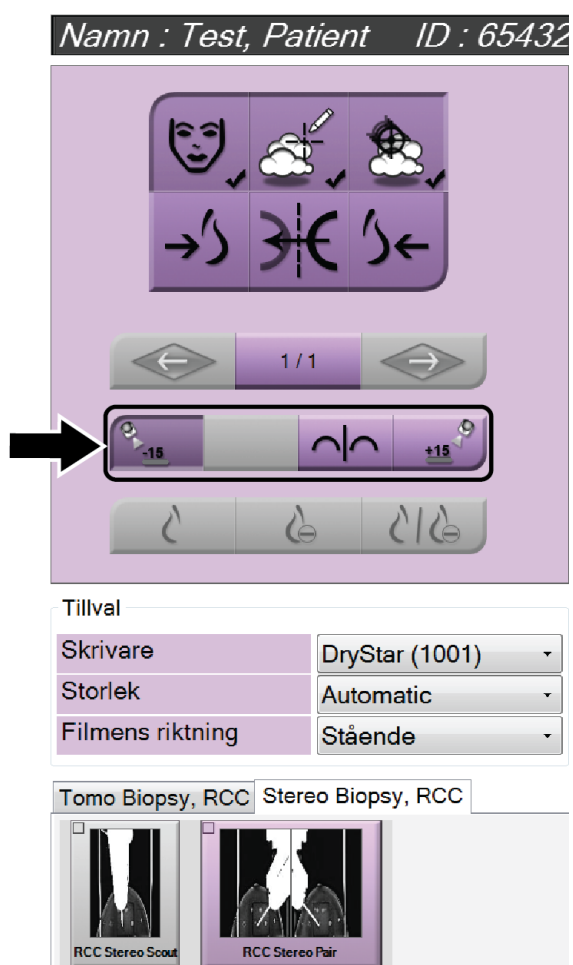 Namn : Test, Patient ID : 65432
1 / 1
-15 +15
Tillval
Skrivare DryStar (1001)
Storlek Automatic
Filmens riktning Stående
Tomo Biopsy, RCC Stereo Biopsy, RCC
RCC Stereo Scout RCC Stereo Pair